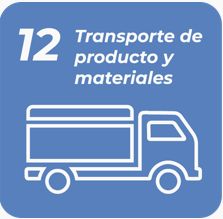 12
Transporte de
producto y
materiales